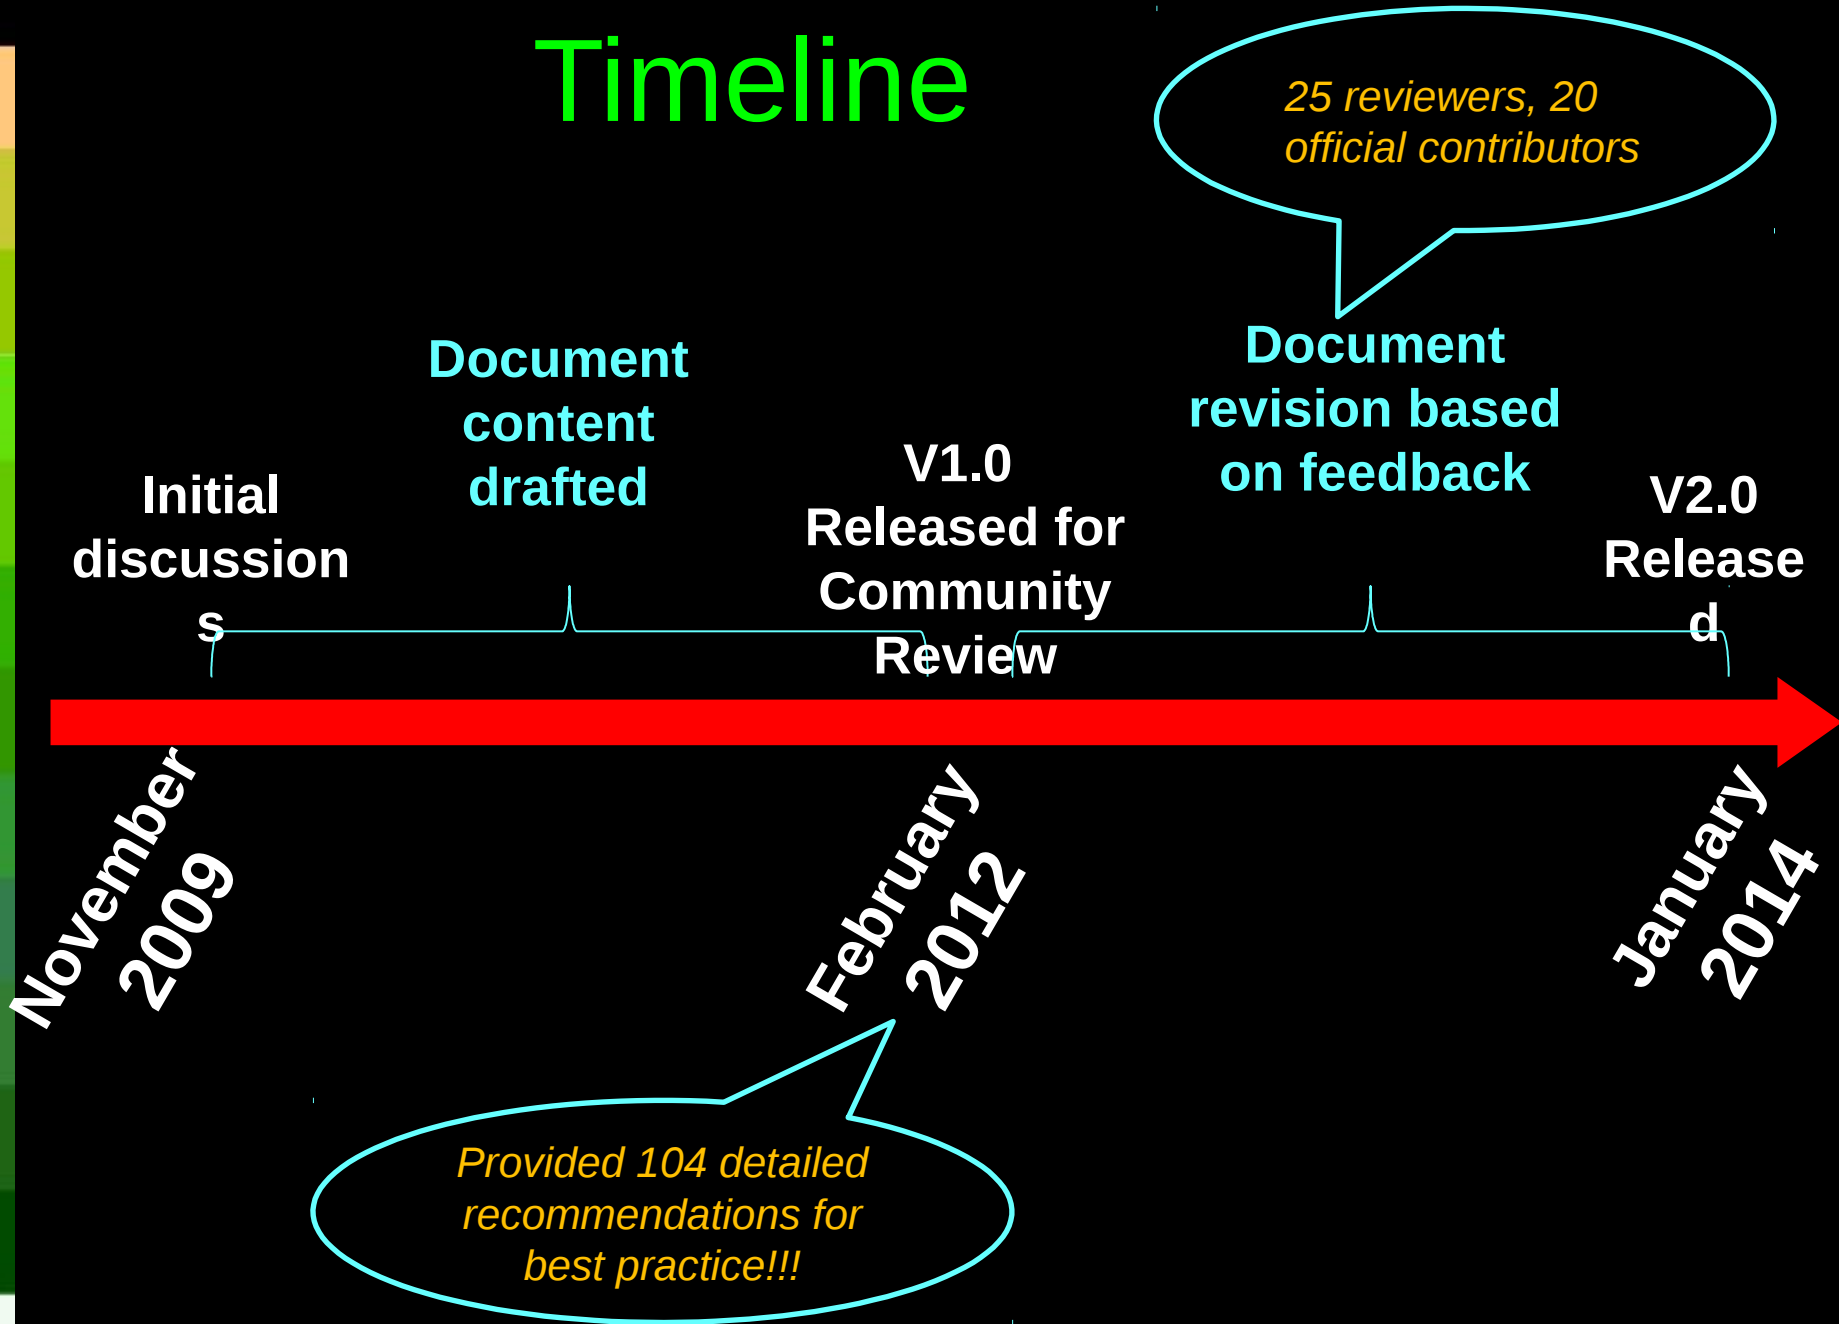 Timeline
25 reviewers, 20
official contributors
Document
content
drafted
Document
revision based
on feedback
Initial
discussion
s
V1.0
Released for
Community
Review
V2.0
Release
d
November
2009
February
2012
January
2014
Provided 104 detailed
recommendations for
best practice!!!